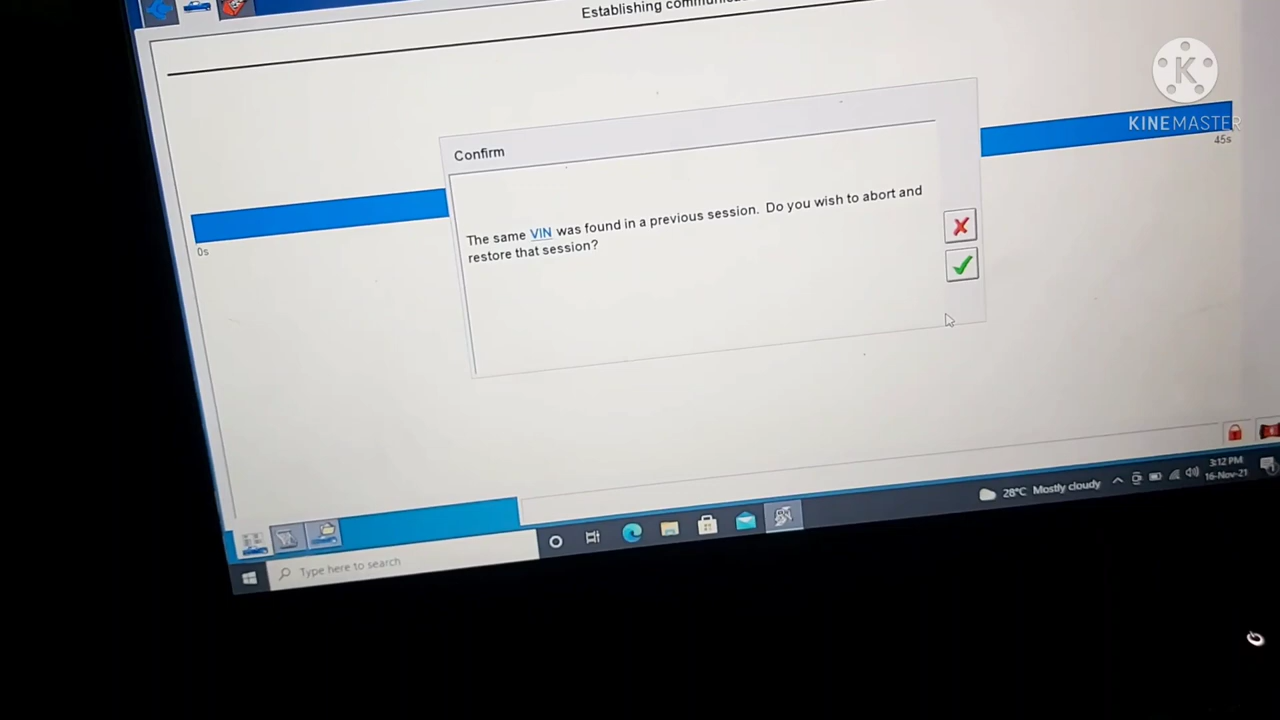 Establishing
K
KINEMASTER
45s
Confirm
The same VIN was found in a previous session. Do you wish to abort and
restore that session?
0s
28°C Mostly cloudy
3:12 PM
16-Nov-21
Type here to search